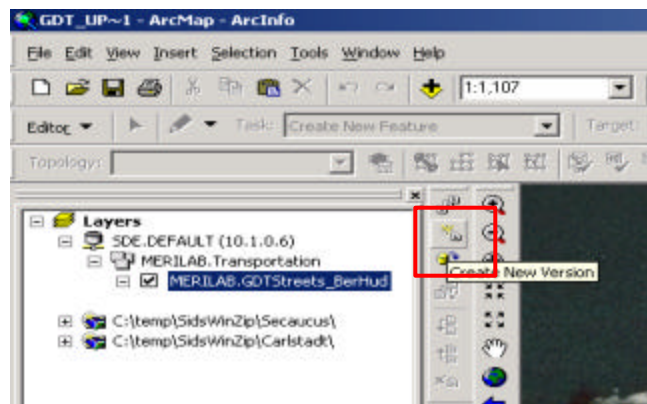 GDT_UP~1 - ArcMap - ArcInfo
File Edit View Insert Selection Tools Window Help
1:1,107
Editor Task: Create New Feature Target:
Topology:
Layers
SDE.DEFAULT (10.1.0.6)
MERILAB.Transportation
MERILAB.GDTStreets_BerHud
Create New Version
C:\temp\SidsWinZip\Secaucus\
C:\temp\SidsWinZip\Carlstadt\